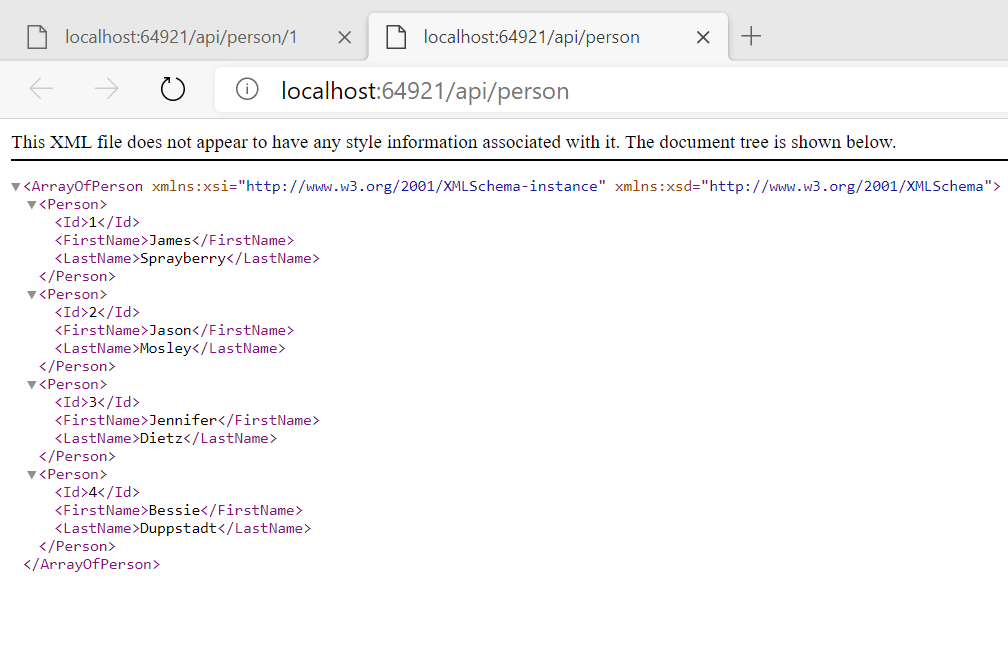 localhost:64921/api/person/1
localhost:64921/api/person
localhost:64921/api/person
This XML file does not appear to have any style information associated with it. The document tree is shown below.
<ArrayOfPerson xmlns:xsi="http://www.w3.org/2001/XMLSchema-instance" xmlns:xsd="http://www.w3.org/2001/XMLSchema">
<Person>
<Id>1</Id>
<FirstName>James</FirstName>
<LastName>Sprayberry</LastName>
</Person>
<Person>
<Id>2</Id>
<FirstName>Jason</FirstName>
<LastName>Mosley</LastName>
</Person>
<Person>
<Id>3</Id>
<FirstName>Jennifer</FirstName>
<LastName>Dietz</LastName>
</Person>
<Person>
<Id>4</Id>
<FirstName>Bessie</FirstName>
<LastName>Duppstadt</LastName>
</Person>
</ArrayOfPerson>